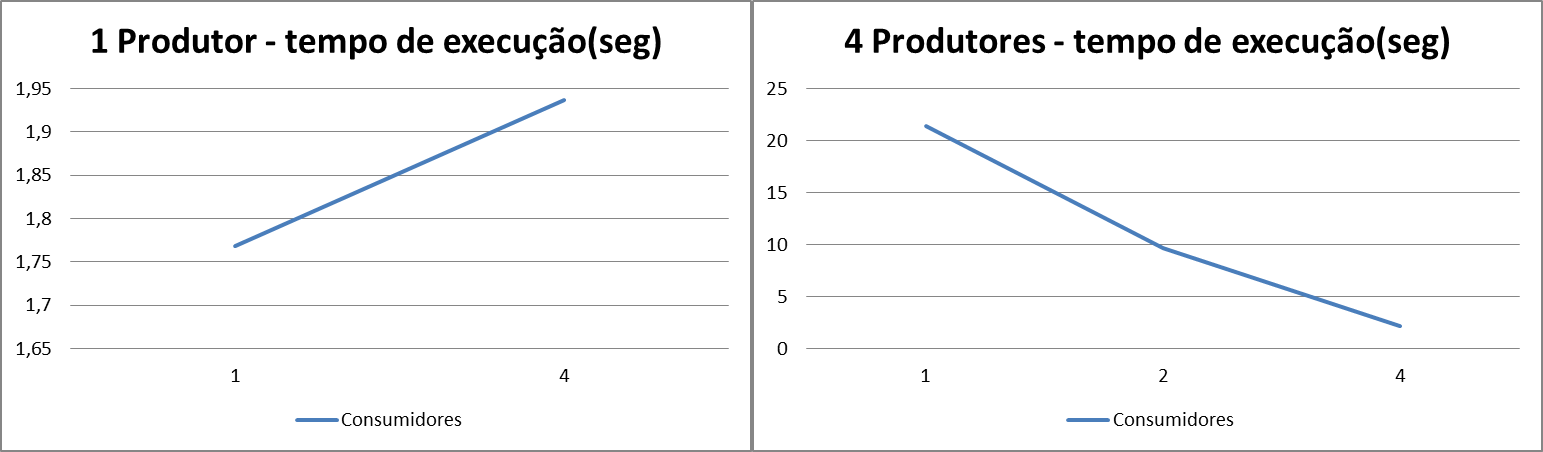 1 Produtor - tempo de execução(seg)
1,95
1,9
1,85
1,8
1,75
1,7
1,65
1 4
Consumidores
4 Produtores - tempo de execução(seg)
25
20
15
10
5
0
1 2 4
Consumidores